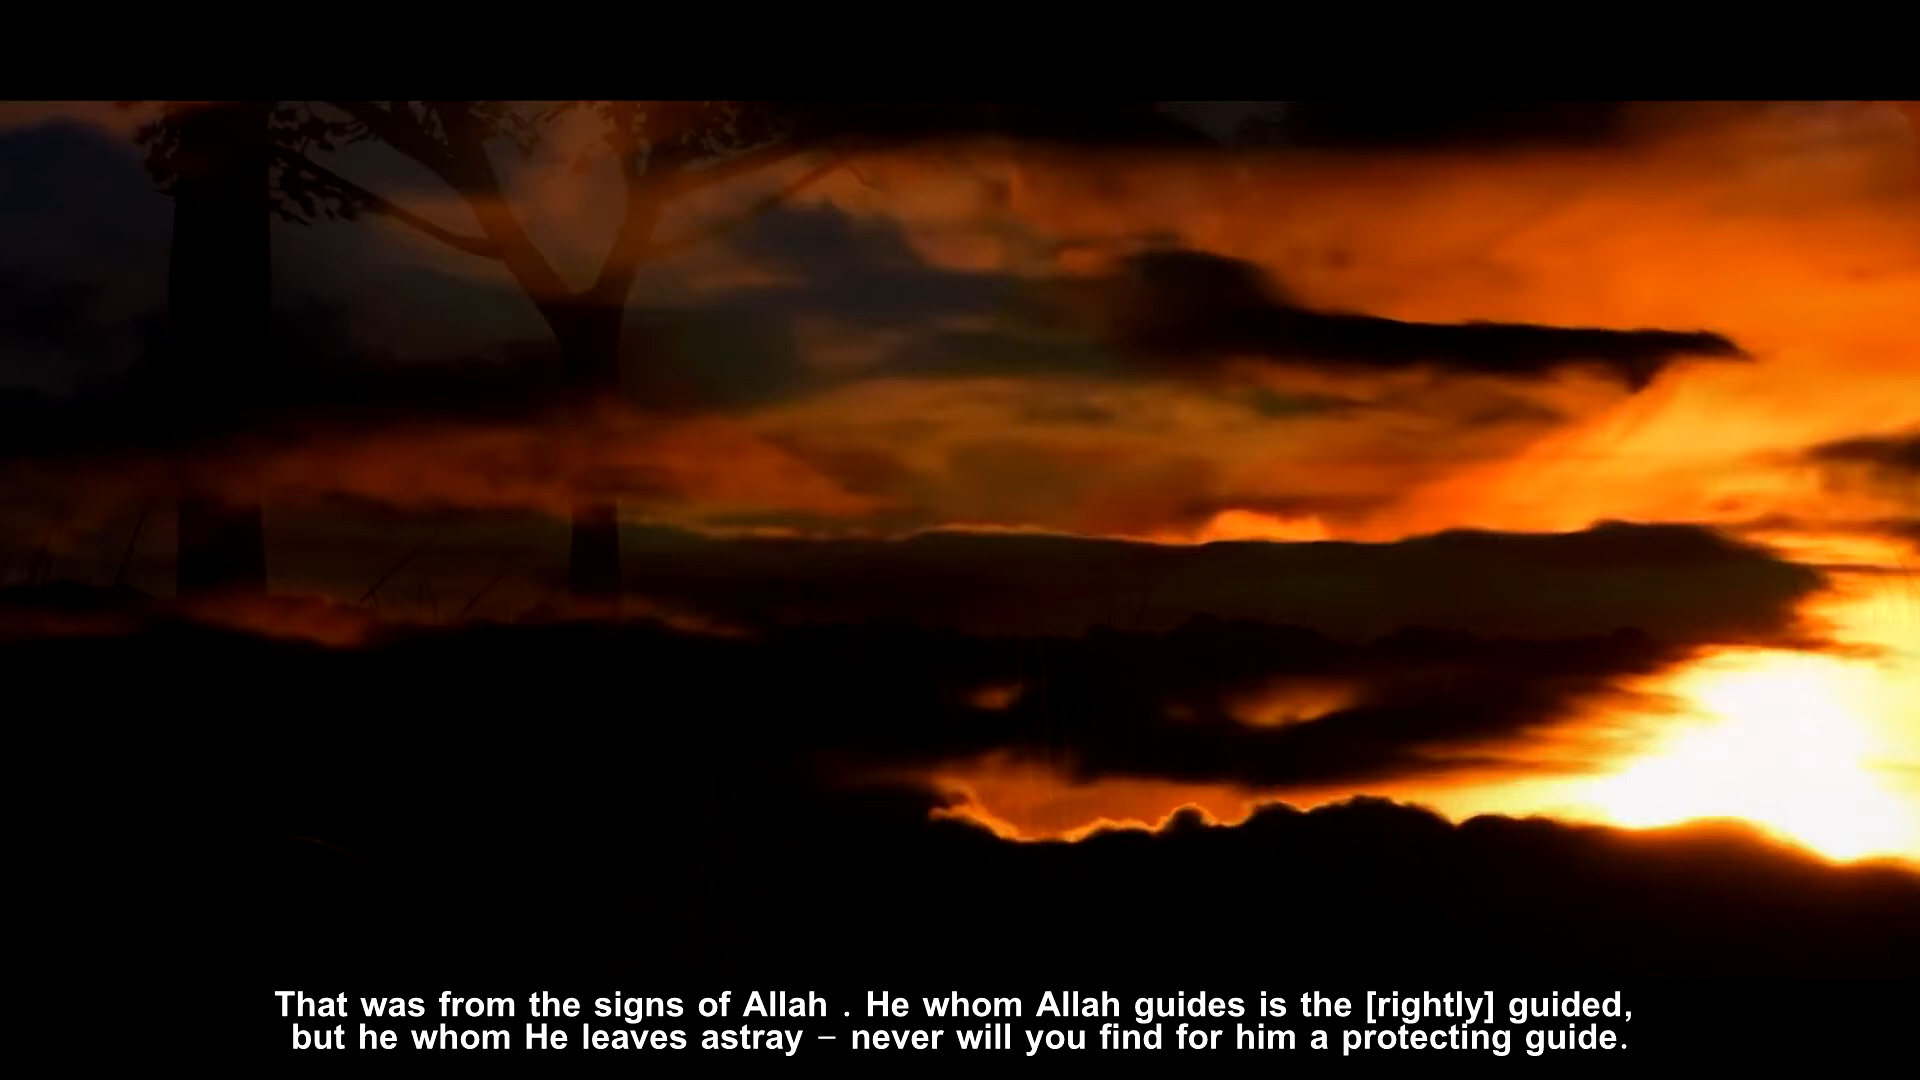 That was from the signs of Allah . He whom Allah guides is the [rightly] guided,
but he whom He leaves astray – never will you find for him a protecting guide.